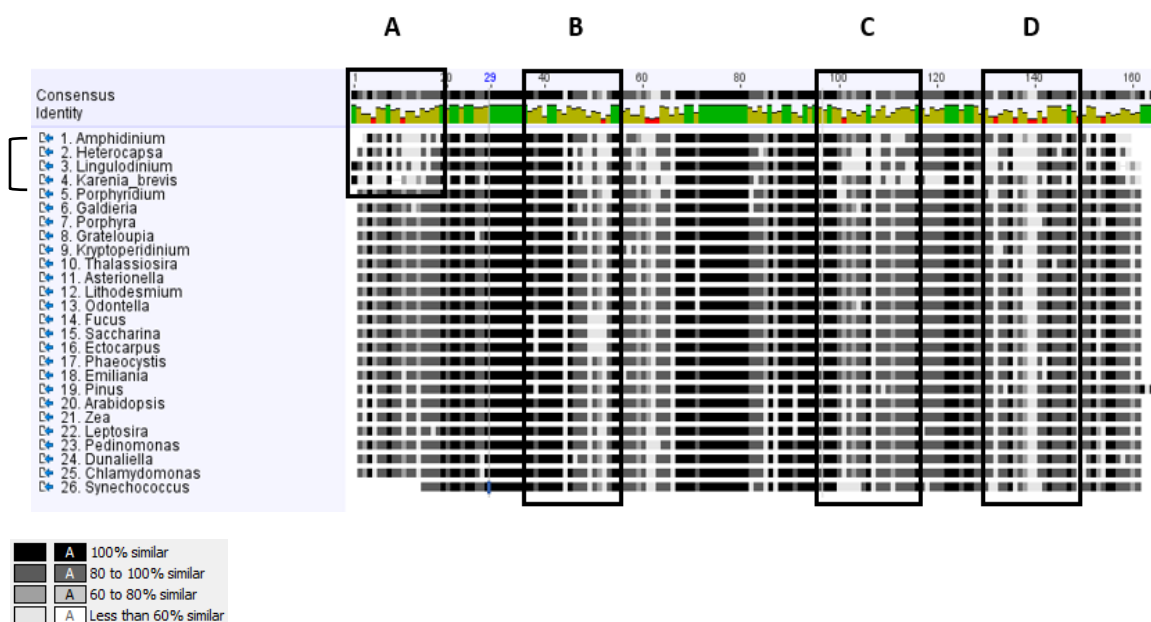 A B C D
1 20 29 40 60 80 100 120 140 160
Consensus
Identity
1. Amphidinium
2. Heterocapsa
3. Lingulodinium
4. Karenia_brevis
5. Porphyridium
6. Galdieria
7. Porphyra
8. Grateloupia
9. Kryptoperidinium
10. Thalassiosira
11. Asterionella
12. Lithodesmium
13. Odontella
14. Fucus
15. Saccharina
16. Ectocarpus
17. Phaeocystis
18. Emiliania
19. Pinus
20. Arabidopsis
21. Zea
22. Leptosira
23. Pedinomonas
24. Dunaliella
25. Chlamydomonas
26. Synechococcus
A 100% similar
A 80 to 100% similar
A 60 to 80% similar
A Less than 60% similar